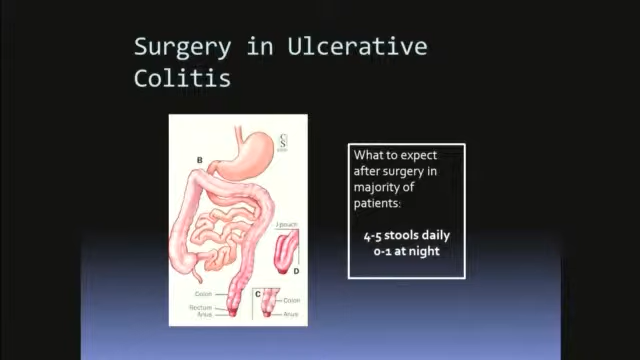 Surgery in Ulcerative
Colitis
B
C
S
What to expect
after surgery in
majority of
patients:
4-5 stools daily
0-1 at night
J pouch
D
Colon
Rectum
Anus
C
Colon
Anus